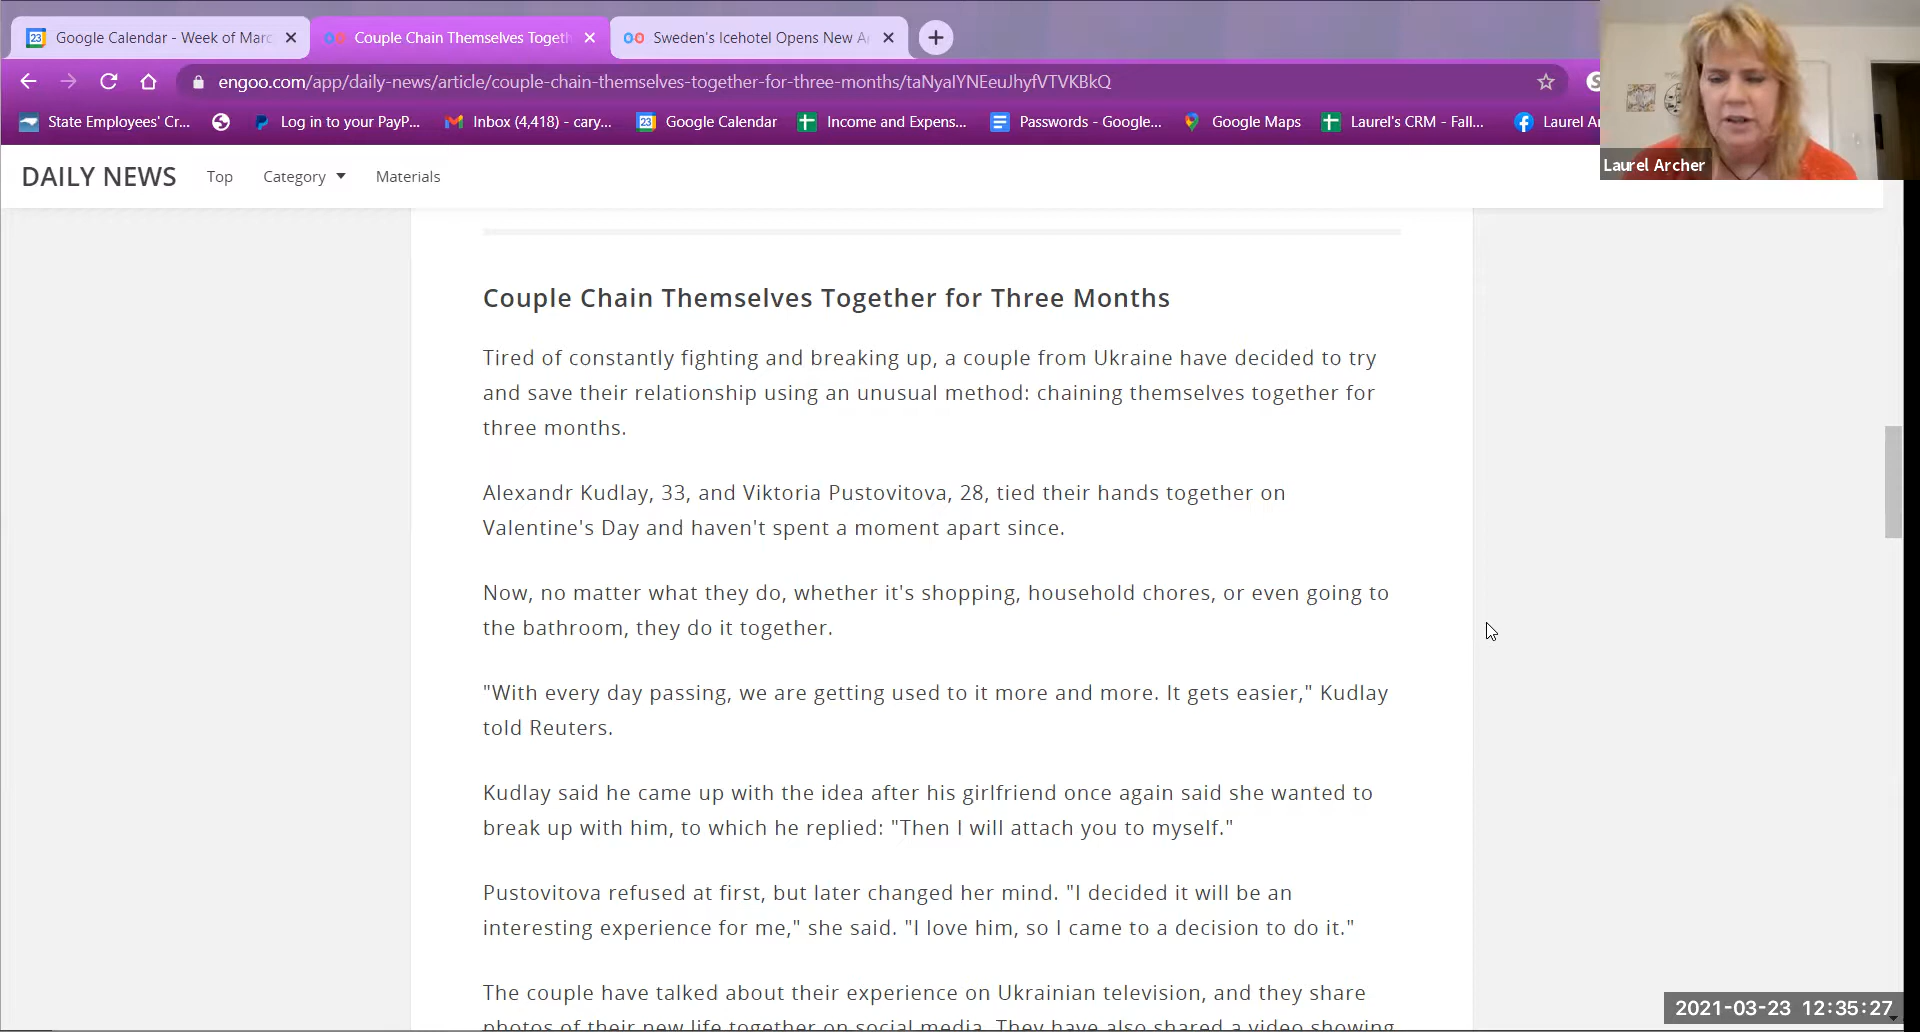 Google Calendar - Week of Marc
Couple Chain Themselves Togeth
Sweden's Icehotel Opens New A
engoo.com/app/daily-news/article/couple-chain-themselves-together-for-three-months/taNyaIYNEeuJhyfVTVKBkQ
State Employees' Cr...
Log in to your PayP...
Inbox (4,418) - cary...
Google Calendar
Income and Expens...
Passwords - Google...
Google Maps
Laurel's CRM - Fall...
Laurel Ar
Laurel Archer
DAILY NEWS
Top
Category
Materials
Couple Chain Themselves Together for Three Months
Tired of constantly fighting and breaking up, a couple from Ukraine have decided to try
and save their relationship using an unusual method: chaining themselves together for
three months.
Alexandr Kudlay, 33, and Viktoria Pustovitova, 28, tied their hands together on
Valentine's Day and haven't spent a moment apart since.
Now, no matter what they do, whether it's shopping, household chores, or even going to
the bathroom, they do it together.
"With every day passing, we are getting used to it more and more. It gets easier," Kudlay
told Reuters.
Kudlay said he came up with the idea after his girlfriend once again said she wanted to
break up with him, to which he replied: "Then I will attach you to myself."
Pustovitova refused at first, but later changed her mind. "I decided it will be an
interesting experience for me," she said. "I love him, so I came to a decision to do it."
The couple have talked about their experience on Ukrainian television, and they share
photos of their new life together on social media. They have also shared a video showing
2021-03-23 12:35:27